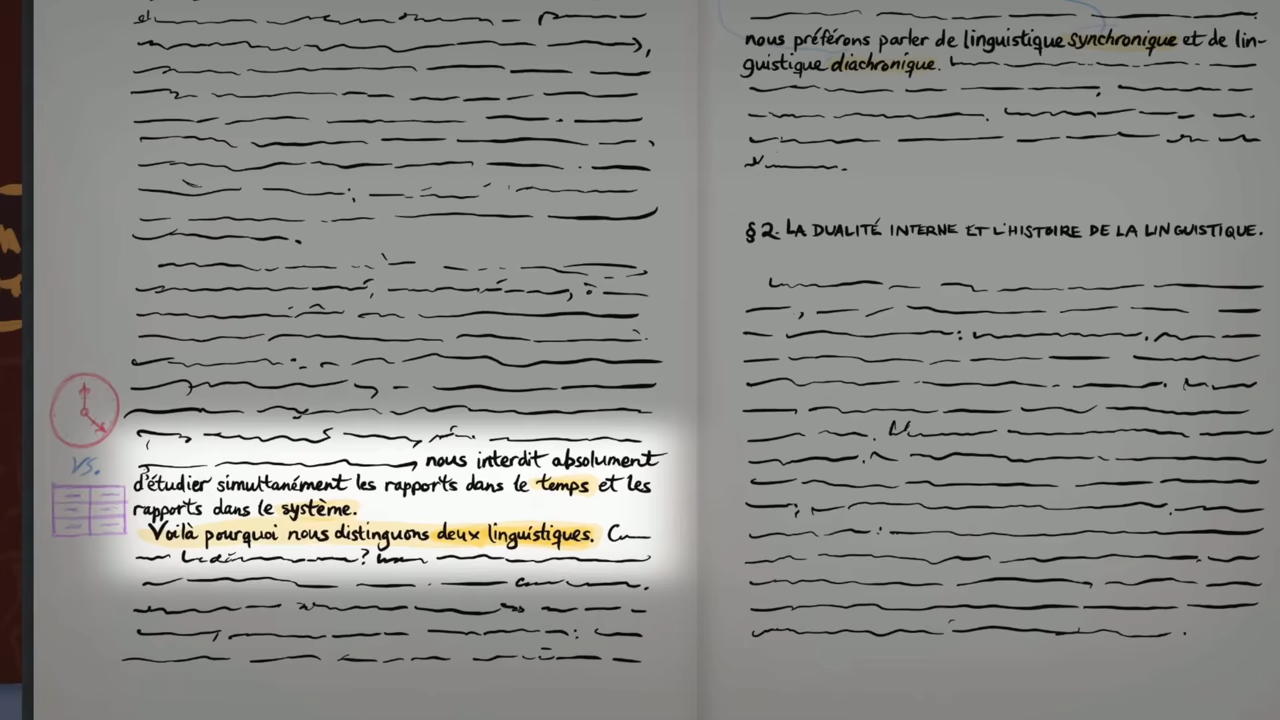 nous interdit absolument
d'étudier simultanément les rapports dans le temps et les
rapports dans le système.
Voilà pourquoi nous distinguons deux linguistiques.
vs.
nous préférons parler de linguistique synchronique et de lin-
guistique diachronique.
§2. LA DUALITÉ INTERNE ET L'HISTOIRE DE LA LINGUISTIQUE.